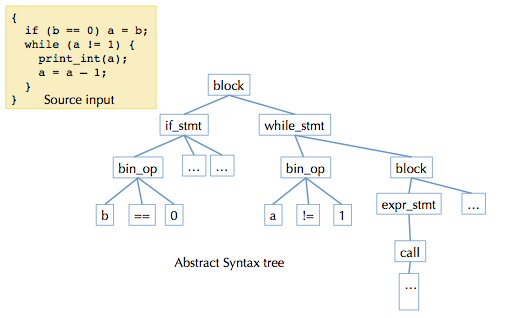 {
if (b == 0) a = b;
while (a != 1) {
print_int(a);
a = a – 1;
}
} Source input
block
if_stmt while_stmt
bin_op ... ... bin_op block
b == 0 a != 1 expr_stmt ...
call
Abstract Syntax tree
...